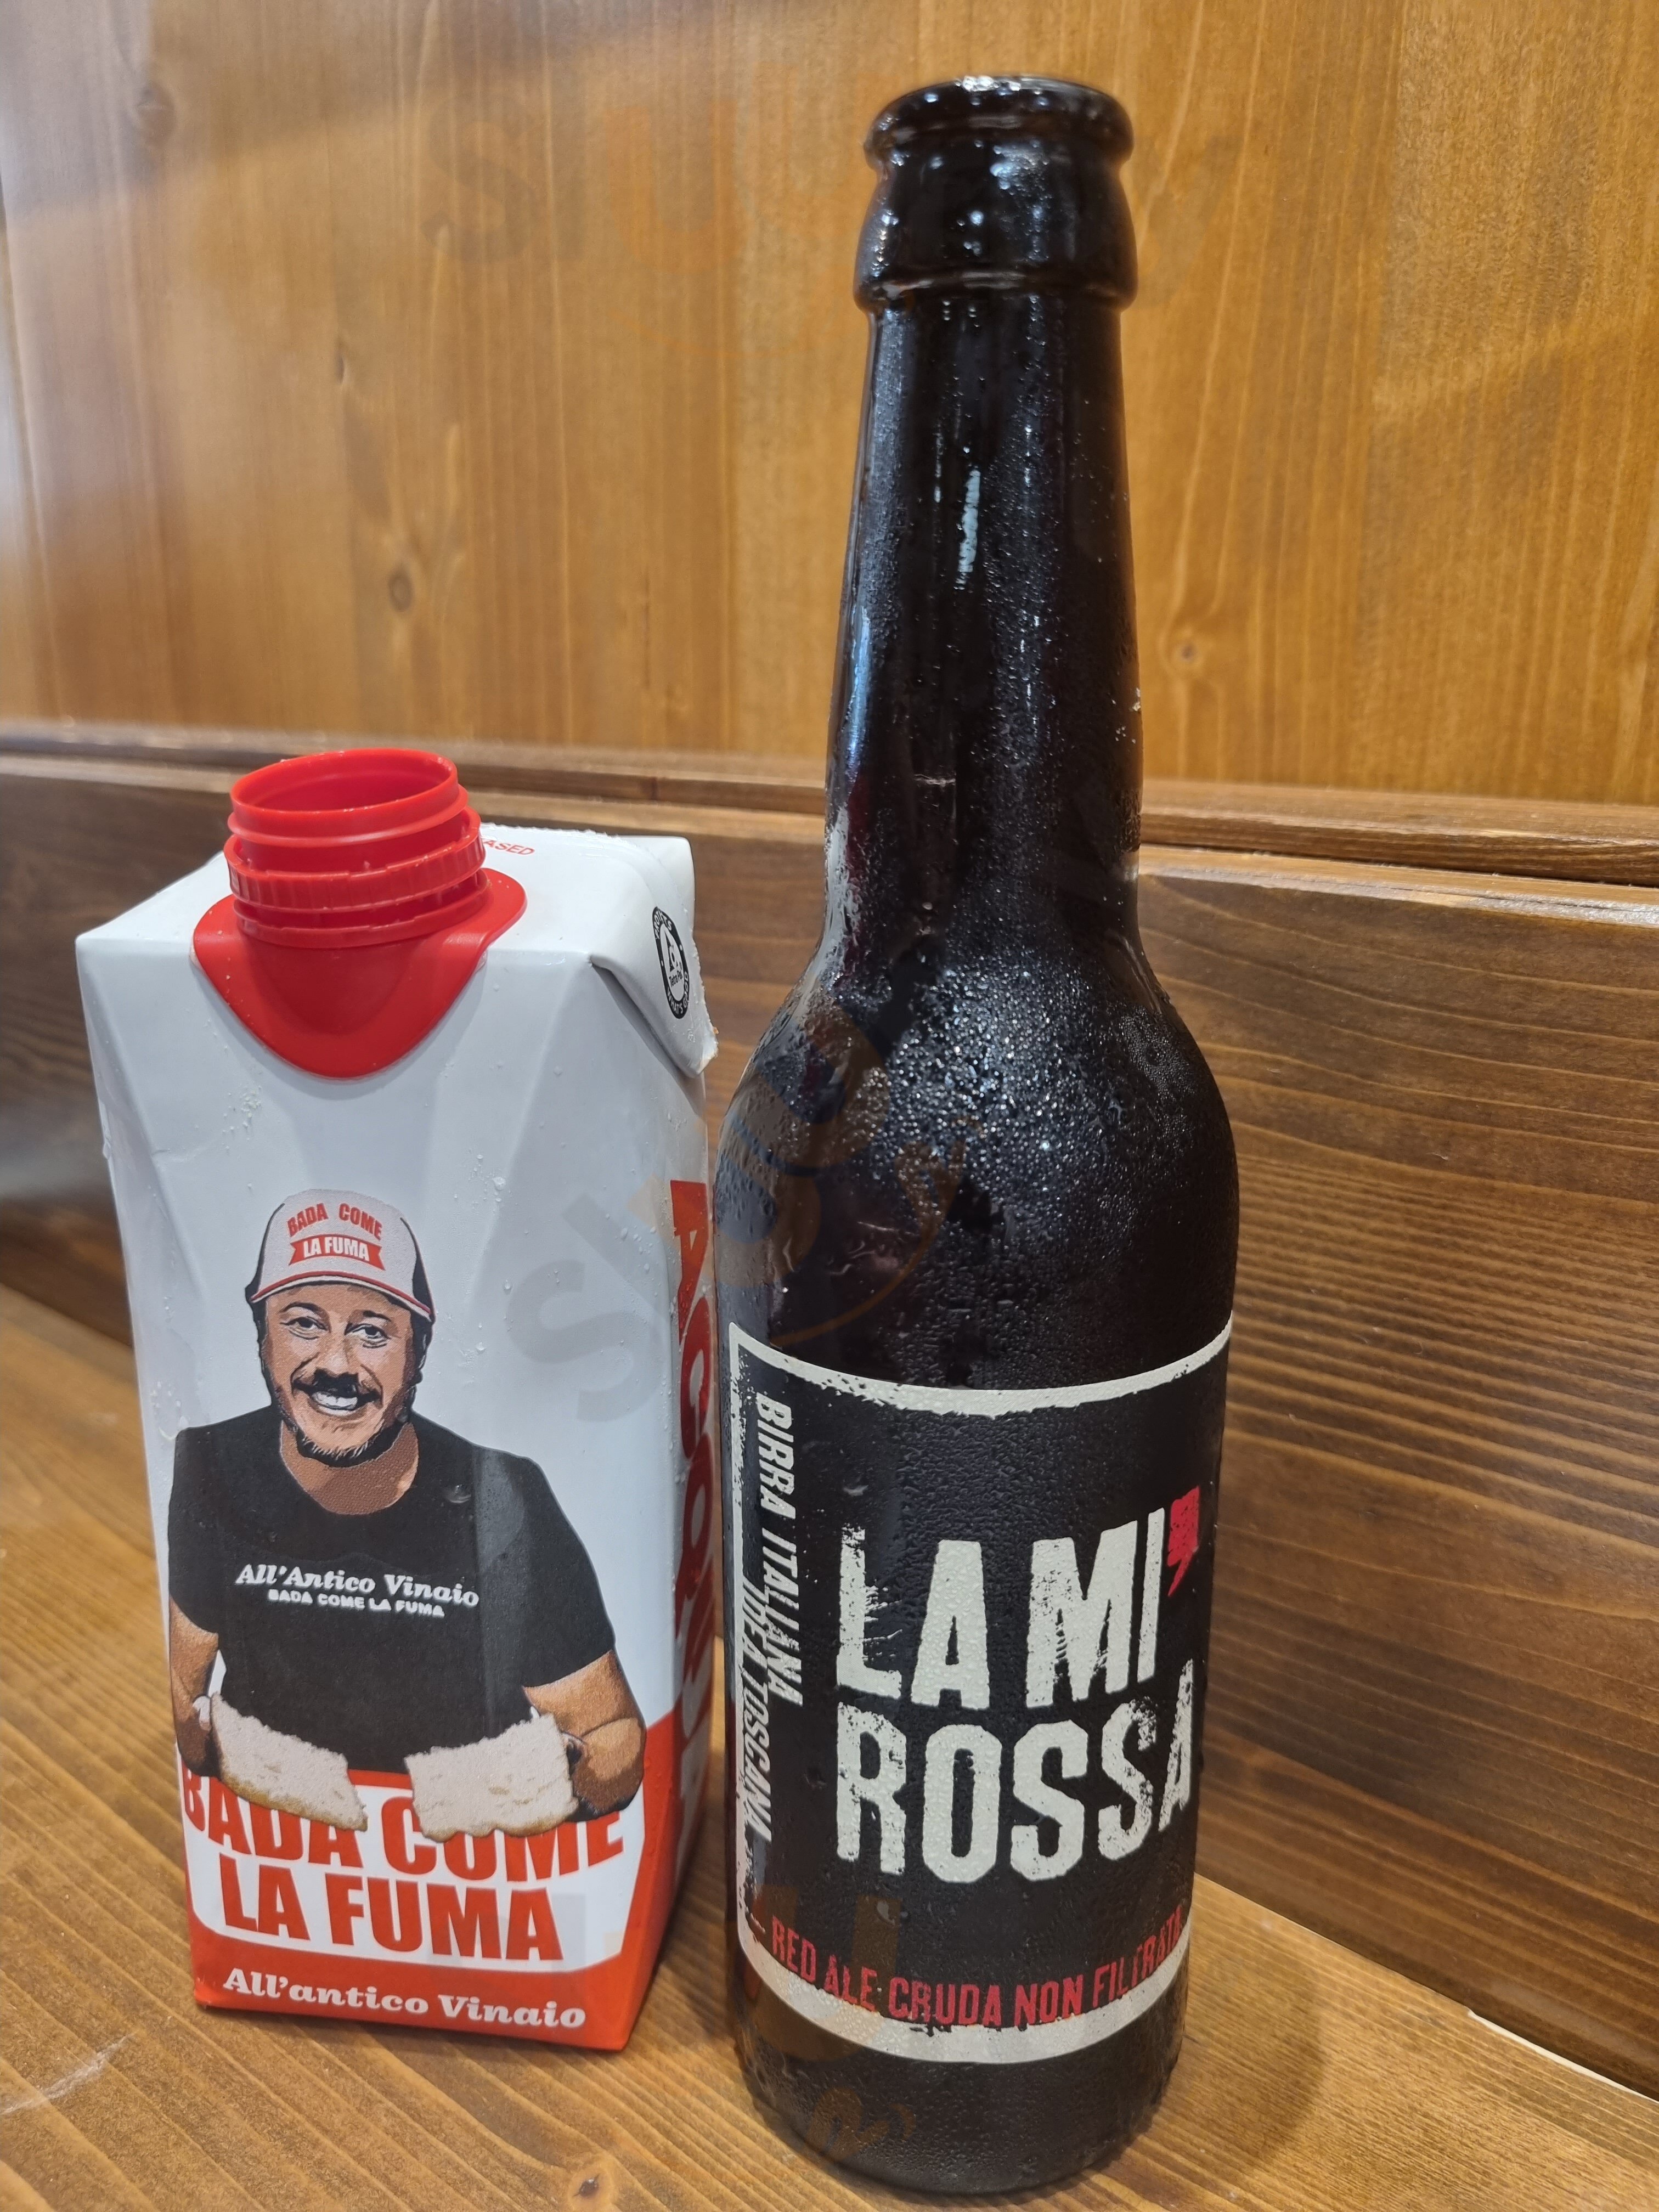 BADA COME
LA FUMA
All'Antico Vinaio
BADA COME LA FUMA
BADA COME
LA FUMA
All'antico Vinaio
BIRRA ITALIANA
IDEA TOSCANA
LA MI'
ROSSA
RED ALE CRUDA NON FILTRATA
Sluurpy